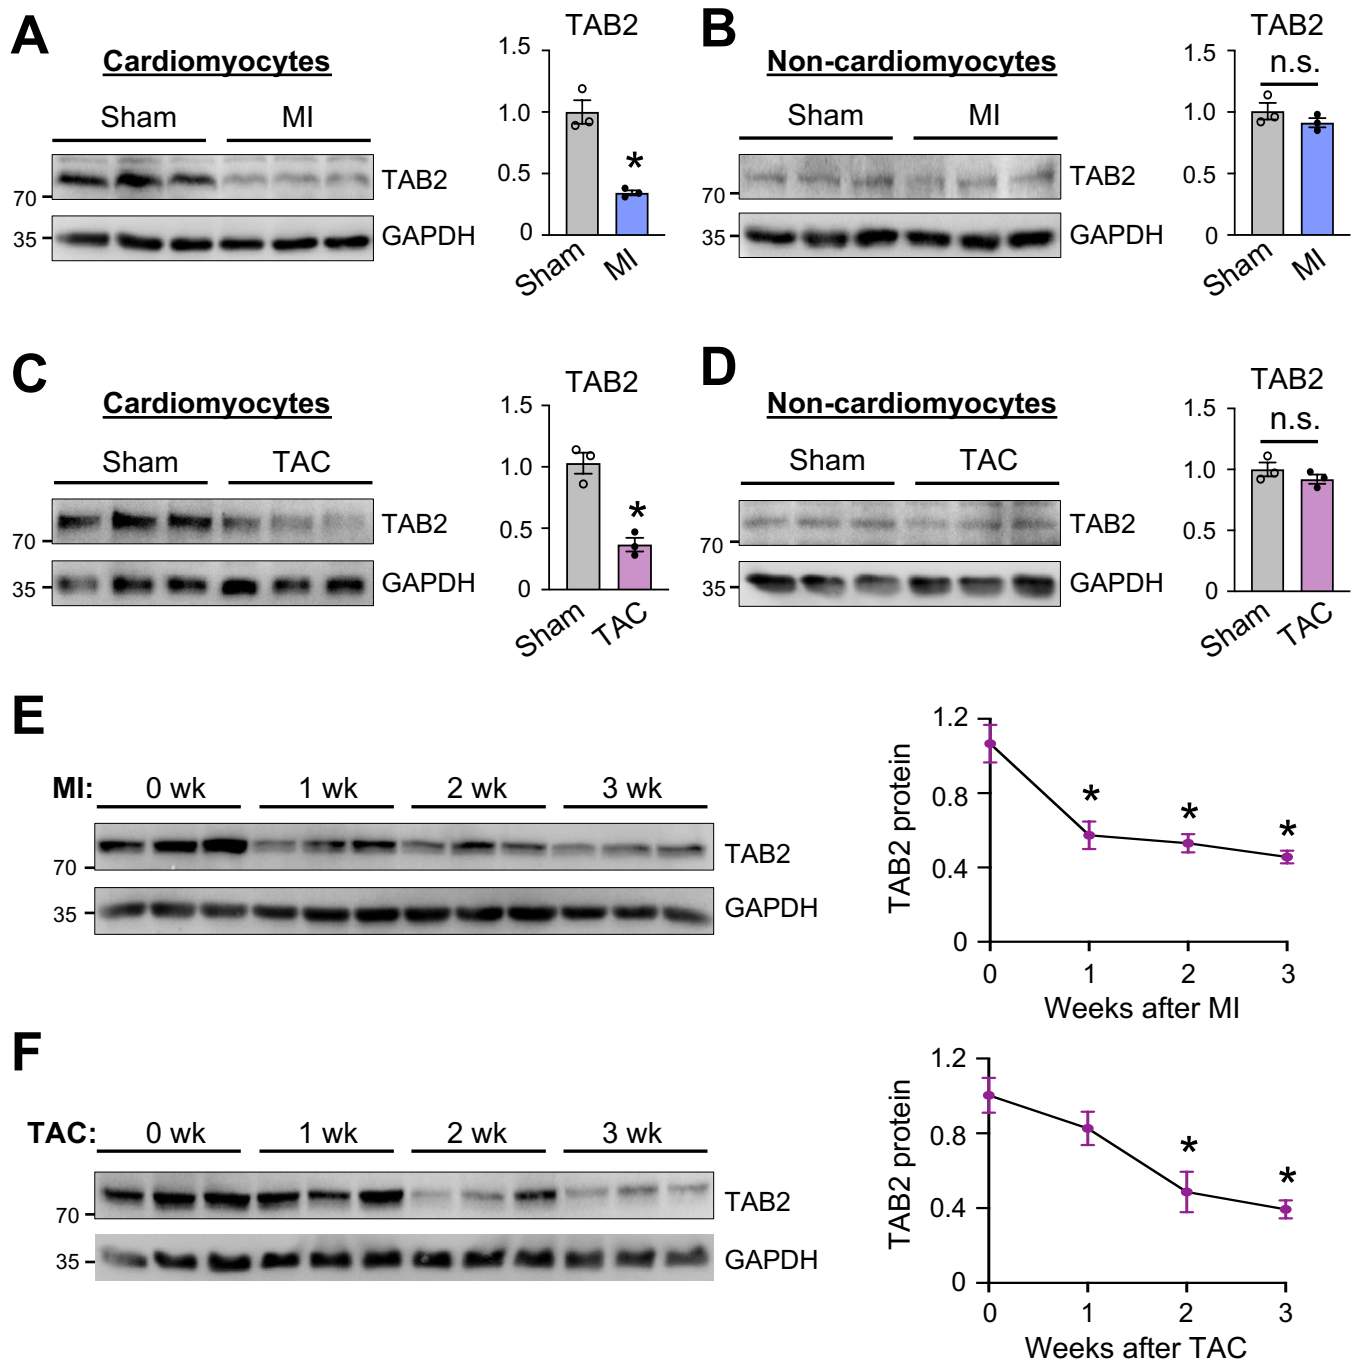 A
Cardiomyocytes
Sham MI
TAB2
70
35
GAPDH
TAB2
1.5
1.0
0.5
0
*
Sham MI
B
Non-cardiomyocytes
Sham MI
TAB2
70
35
GAPDH
TAB2
1.5
n.s.
1.0
0.5
0
Sham MI
C
Cardiomyocytes
Sham TAC
TAB2
70
35
GAPDH
TAB2
1.5
1.0
0.5
0
*
Sham TAC
D
Non-cardiomyocytes
Sham TAC
TAB2
70
35
GAPDH
TAB2
1.5
n.s.
1.0
0.5
0
Sham TAC
E
MI: 0 wk 1 wk 2 wk 3 wk
TAB2
70
35
GAPDH
TAB2 protein
1.2
0.8
0.4
0
* * *
0 1 2 3
Weeks after MI
F
TAC: 0 wk 1 wk 2 wk 3 wk
TAB2
70
35
GAPDH
TAB2 protein
1.2
0.8
0.4
0
* *
0 1 2 3
Weeks after TAC